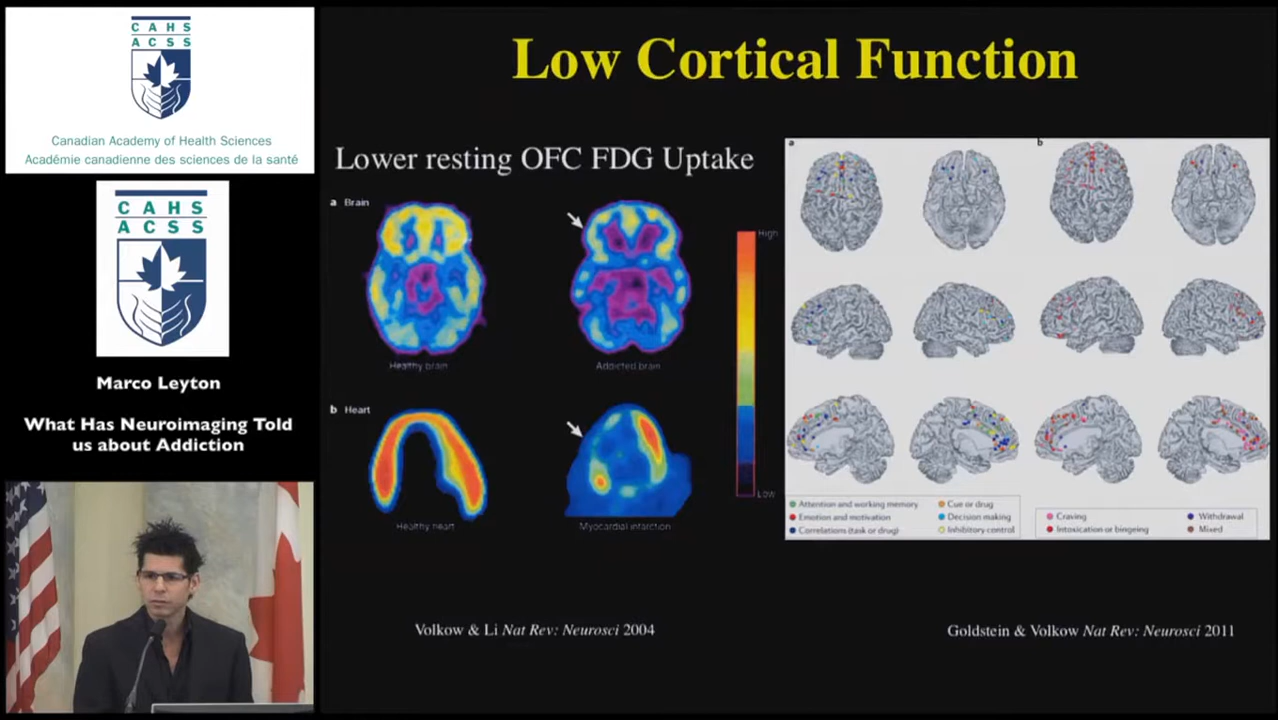 CAHS
ACSS
Canadian Academy of Health Sciences
Académie canadienne des sciences de la santé
CAHS
ACSS
Marco Leyton
What Has Neuroimaging Told
us about Addiction
Low Cortical Function
Lower resting OFC FDG Uptake
a Brain
Healthy brain
Addicted brain
b Heart
Healthy heart
Myocardial infarction
High
Low
a
b
Attention and working memory
Emotion and motivation
Correlations (task or drug)
Cue or drug
Decision making
Inhibitory control
Craving
Intoxication or bingeing
Withdrawal
Mixed
Volkow & Li Nat Rev: Neurosci 2004
Goldstein & Volkow Nat Rev: Neurosci 2011